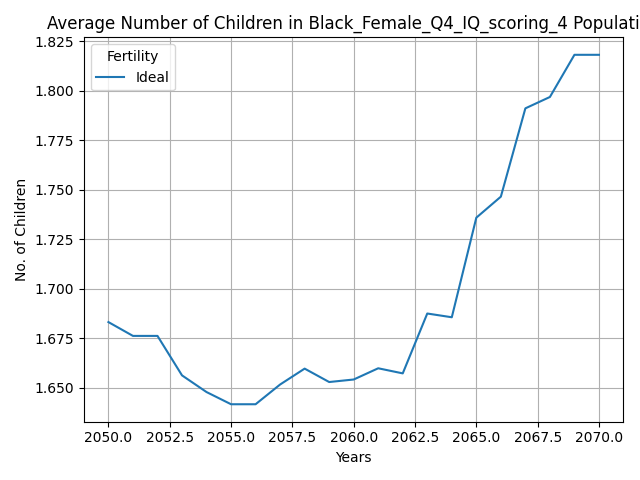 Average Number of Children in Black_Female_Q4_IQ_scoring_4 Populati
Fertility
Ideal
No. of Children
1.825
1.800
1.775
1.750
1.725
1.700
1.675
1.650
2050.0 2052.5 2055.0 2057.5 2060.0 2062.5 2065.0 2067.5 2070.0
Years